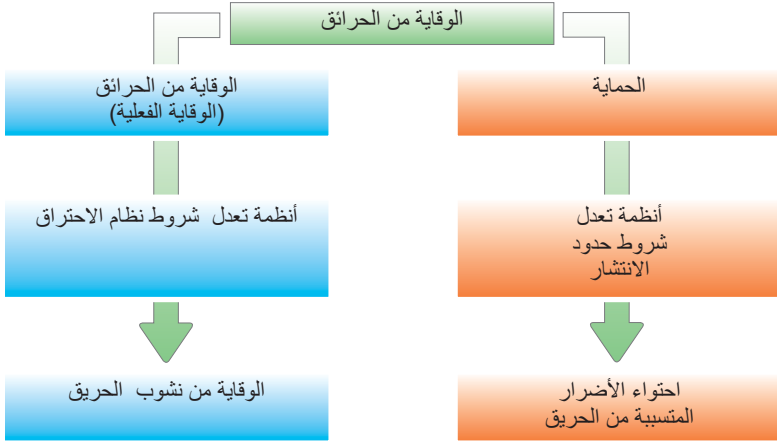 الوقاية من الحرائق
الحماية
الوقاية من الحرائق
(الوقاية الفعلية)
أنظمة تعدل
شروط حدود
الانتشار
أنظمة تعدل شروط نظام الاحتراق
احتواء الأضرار
المتسببة من الحريق
الوقاية من نشوب الحريق